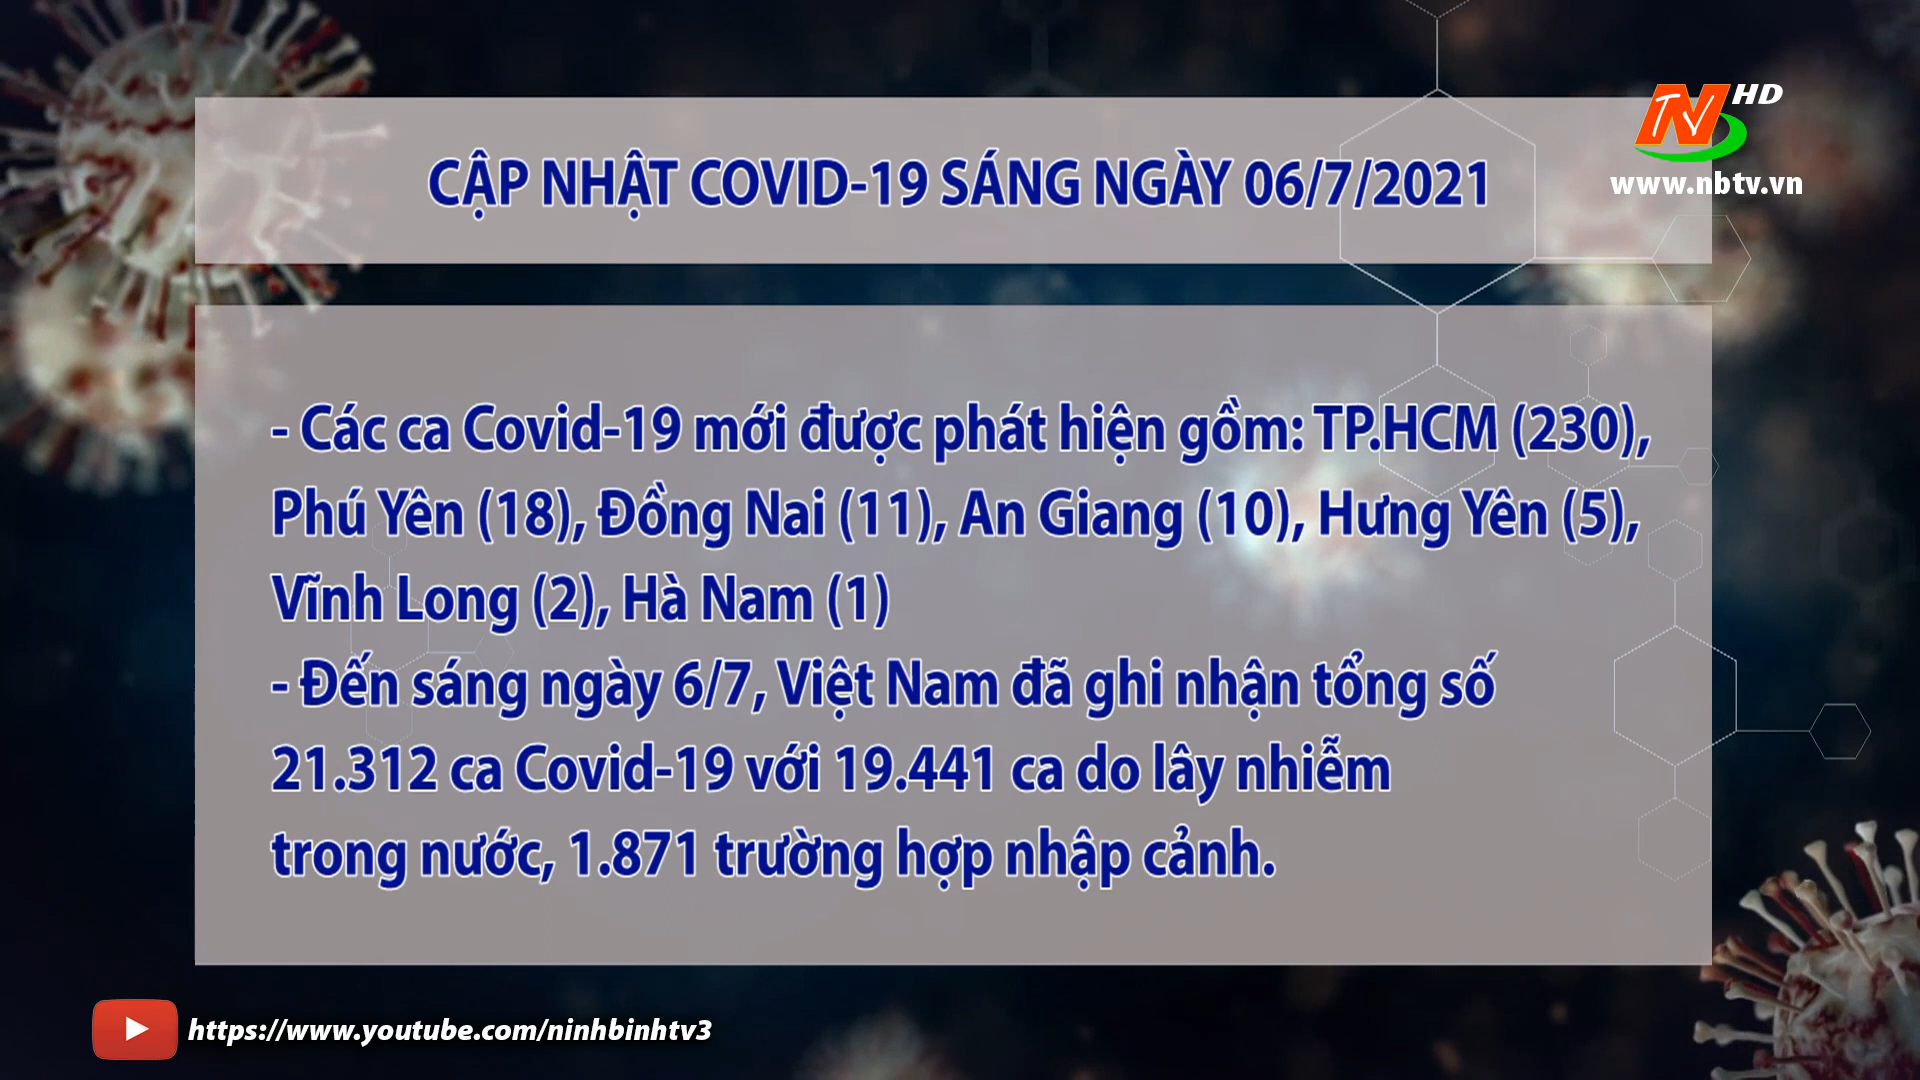 NTV HD
www.nbtv.vn
CẬP NHẬT COVID-19 SÁNG NGÀY 06/7/2021
- Các ca Covid-19 mới được phát hiện gồm: TP.HCM (230),
Phú Yên (18), Đồng Nai (11), An Giang (10), Hưng Yên (5),
Vĩnh Long (2), Hà Nam (1)
- Đến sáng ngày 6/7, Việt Nam đã ghi nhận tổng số
21.312 ca Covid-19 với 19.441 ca do lây nhiễm
trong nước, 1.871 trường hợp nhập cảnh.
https://www.youtube.com/ninhbinhtv3